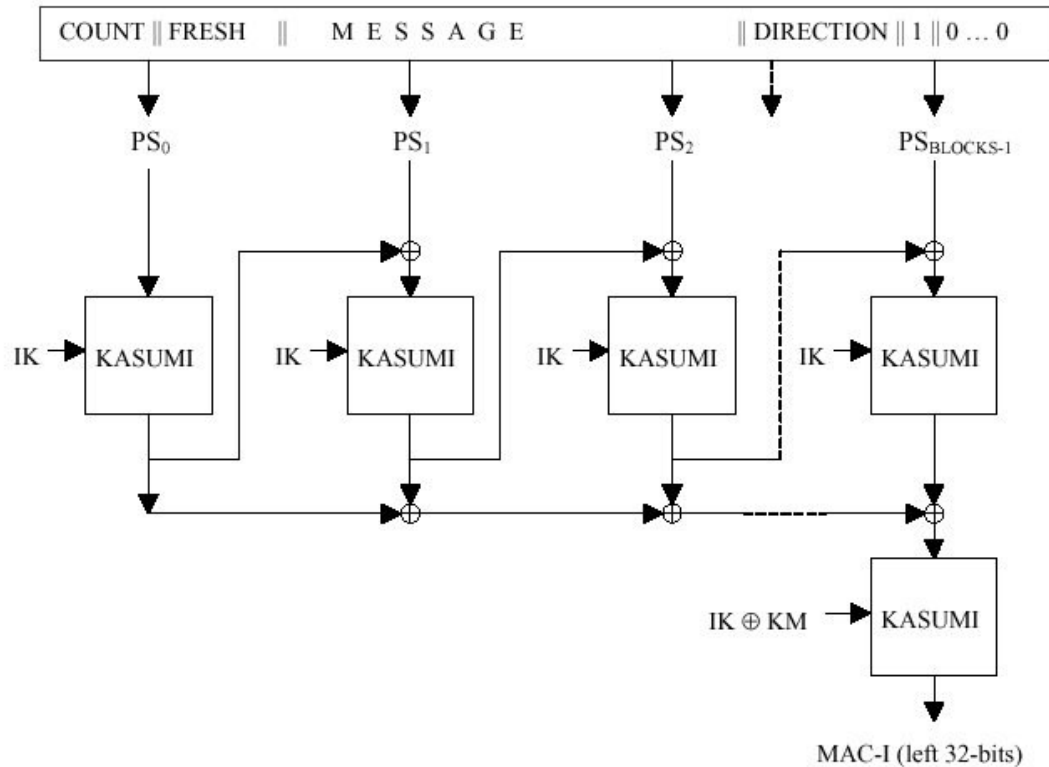 COUNT || FRESH || M E S S A G E || DIRECTION || 1 || 0 … 0
PS₀ PS₁ PS₂ PS_BLOCKS-1
IK KASUMI IK KASUMI IK KASUMI IK KASUMI
IK ⊕ KM KASUMI
MAC-I (left 32-bits)